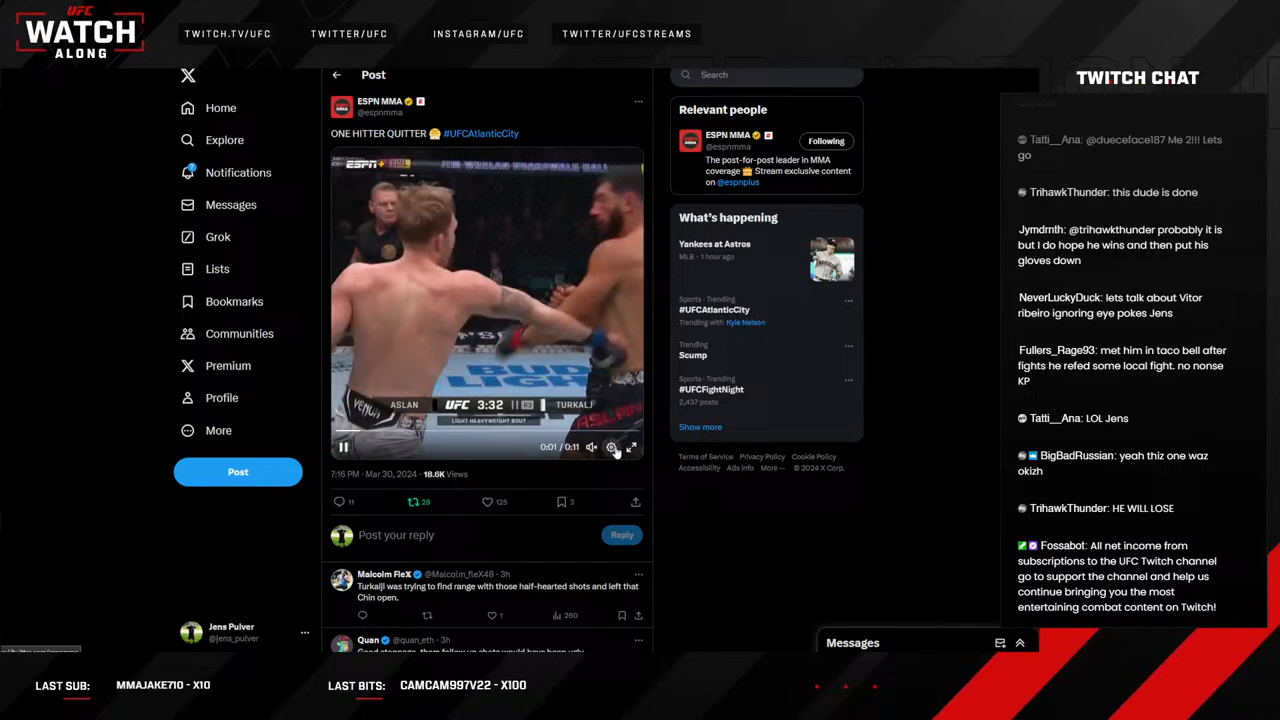 UFC
WATCH
ALONG
TWITCH.TV/UFC
TWITTER/UFC
INSTAGRAM/UFC
TWITTER/UFCSTREAMS
Home
Explore
Notifications
Messages
Grok
Lists
Bookmarks
Communities
Premium
Profile
More
Post
Jens Pulver
@jens_pulver
Post
ESPN MMA
@espnmma
ONE HITTER QUITTER 😤 #UFCAtlanticCity
ESPN+
JIM WHELAN BOARDWALK HALL
BUD
LIGHT
VENOM
ASLAN UFC 3:32 TURKALJ
LIGHT HEAVYWEIGHT BOUT
0:01 / 0:11
7:16 PM · Mar 30, 2024 · 18.6K Views
11 28 125 3
Post your reply
Reply
Malcolm FleX @Malcolm_fleX48 · 3h
Turkalji was trying to find range with those half-hearted shots and left that
Chin open.
1 260
Quan @quan_eth · 3h
Search
Relevant people
ESPN MMA
@espnmma
Following
The post-for-post leader in MMA
coverage 👑 Stream exclusive content
on @espnplus
What's happening
Yankees at Astros
MLB · 1 hour ago
Sports · Trending
#UFCAtlanticCity
Trending with Kyle Nelson
Trending
Scump
Sports · Trending
#UFCFightNight
2,437 posts
Show more
Terms of Service Privacy Policy Cookie Policy
Accessibility Ads info More ··· © 2024 X Corp.
Messages
TWITCH CHAT
Tatti__Ana: @dueceface187 Me 2!!! Lets
go
TrihawkThunder: this dude is done
Jymdmth: @trihawkthunder probably it is
but I do hope he wins and then put his
gloves down
NeverLuckyDuck: lets talk about Vitor
ribeiro ignoring eye pokes Jens
Fullers_Rage93: met him in taco bell after
fights he refed some local fight. no nonse
KP
Tatti__Ana: LOL Jens
BigBadRussian: yeah thiz one waz
okizh
TrihawkThunder: HE WILL LOSE
Fossabot: All net income from
subscriptions to the UFC Twitch channel
go to support the channel and help us
continue bringing you the most
entertaining combat content on Twitch!
LAST SUB: MMAJAKE710 - X10
LAST BITS: CAMCAM997V22 - X100